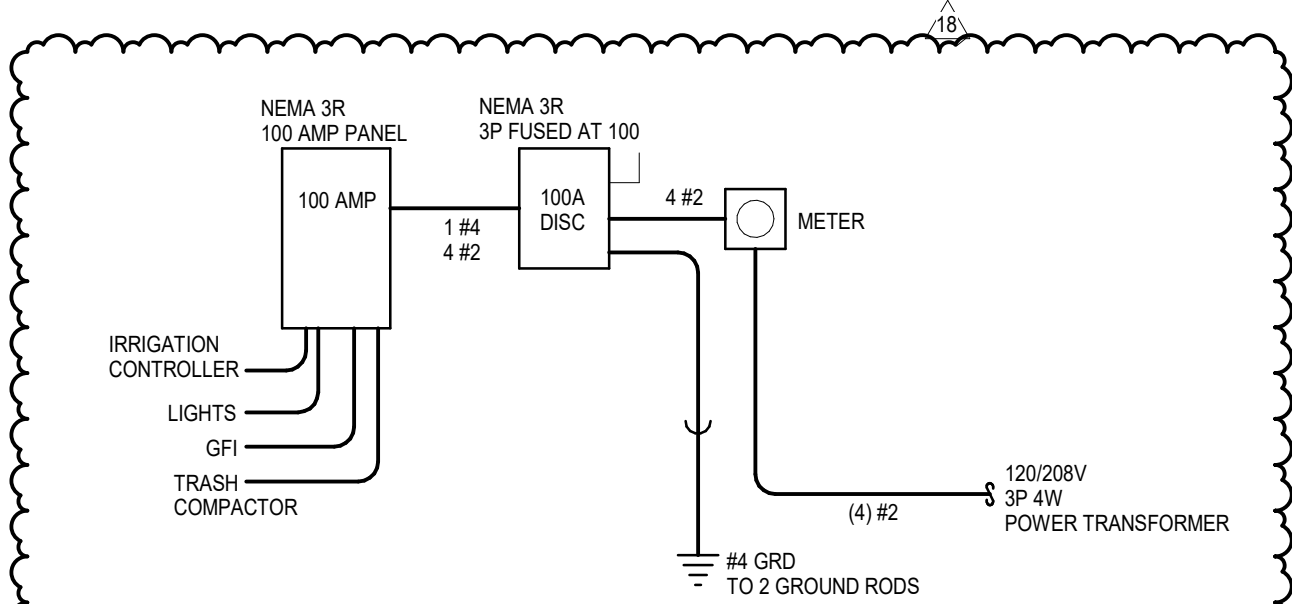 18
NEMA 3R
100 AMP PANEL
NEMA 3R
3P FUSED AT 100
100 AMP
100A
DISC
1 #4
4 #2
4 #2
METER
IRRIGATION
CONTROLLER
LIGHTS
GFI
TRASH
COMPACTOR
120/208V
3P 4W
POWER TRANSFORMER
(4) #2
#4 GRD
TO 2 GROUND RODS